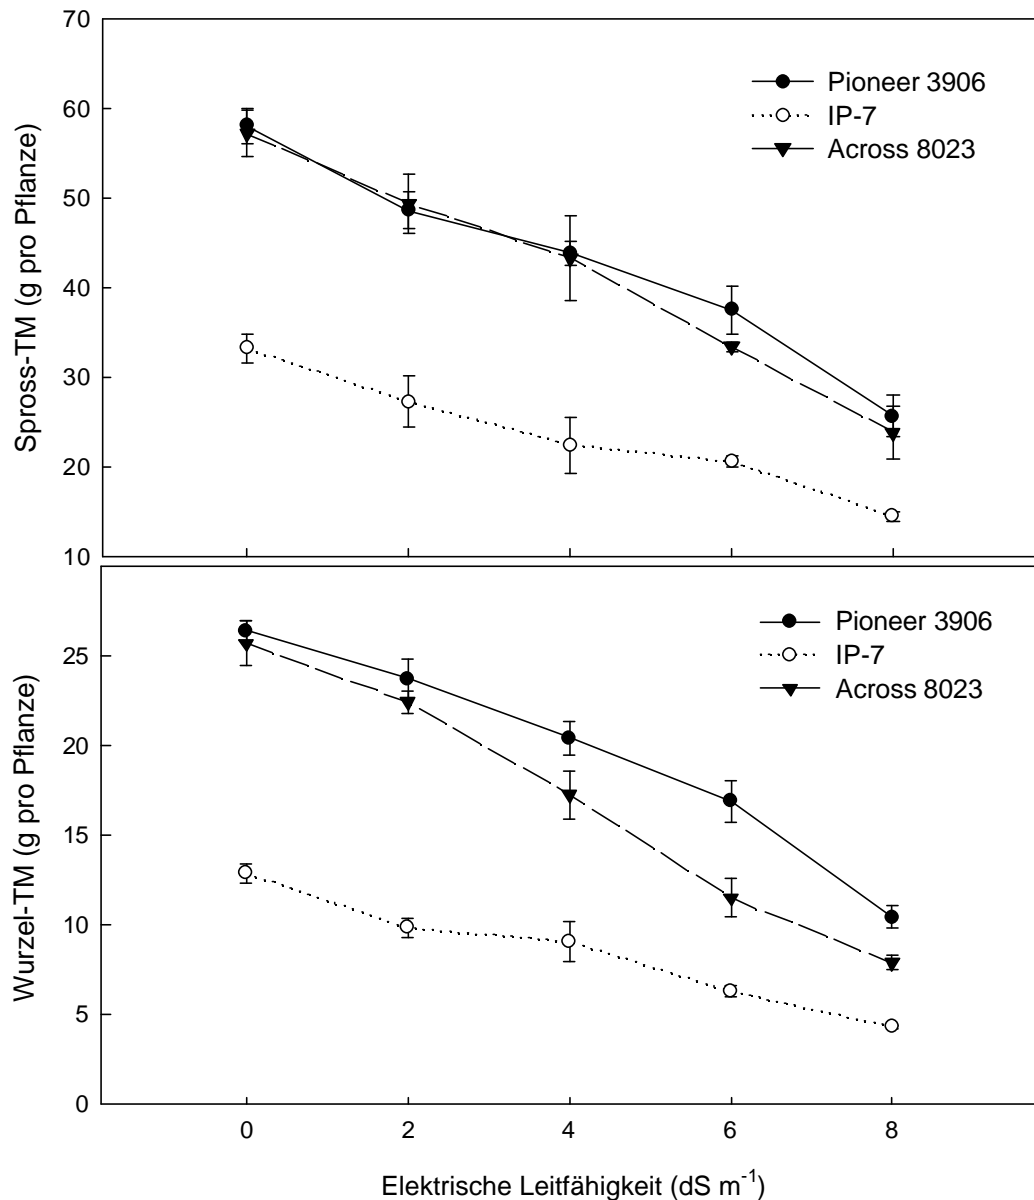 70
60
50
40
30
20
10
Spross-TM (g pro Pflanze)
Pioneer 3906
IP-7
Across 8023
25
20
15
10
5
0
Wurzel-TM (g pro Pflanze)
Pioneer 3906
IP-7
Across 8023
0 2 4 6 8
Elektrische Leitfähigkeit (dS m⁻¹)